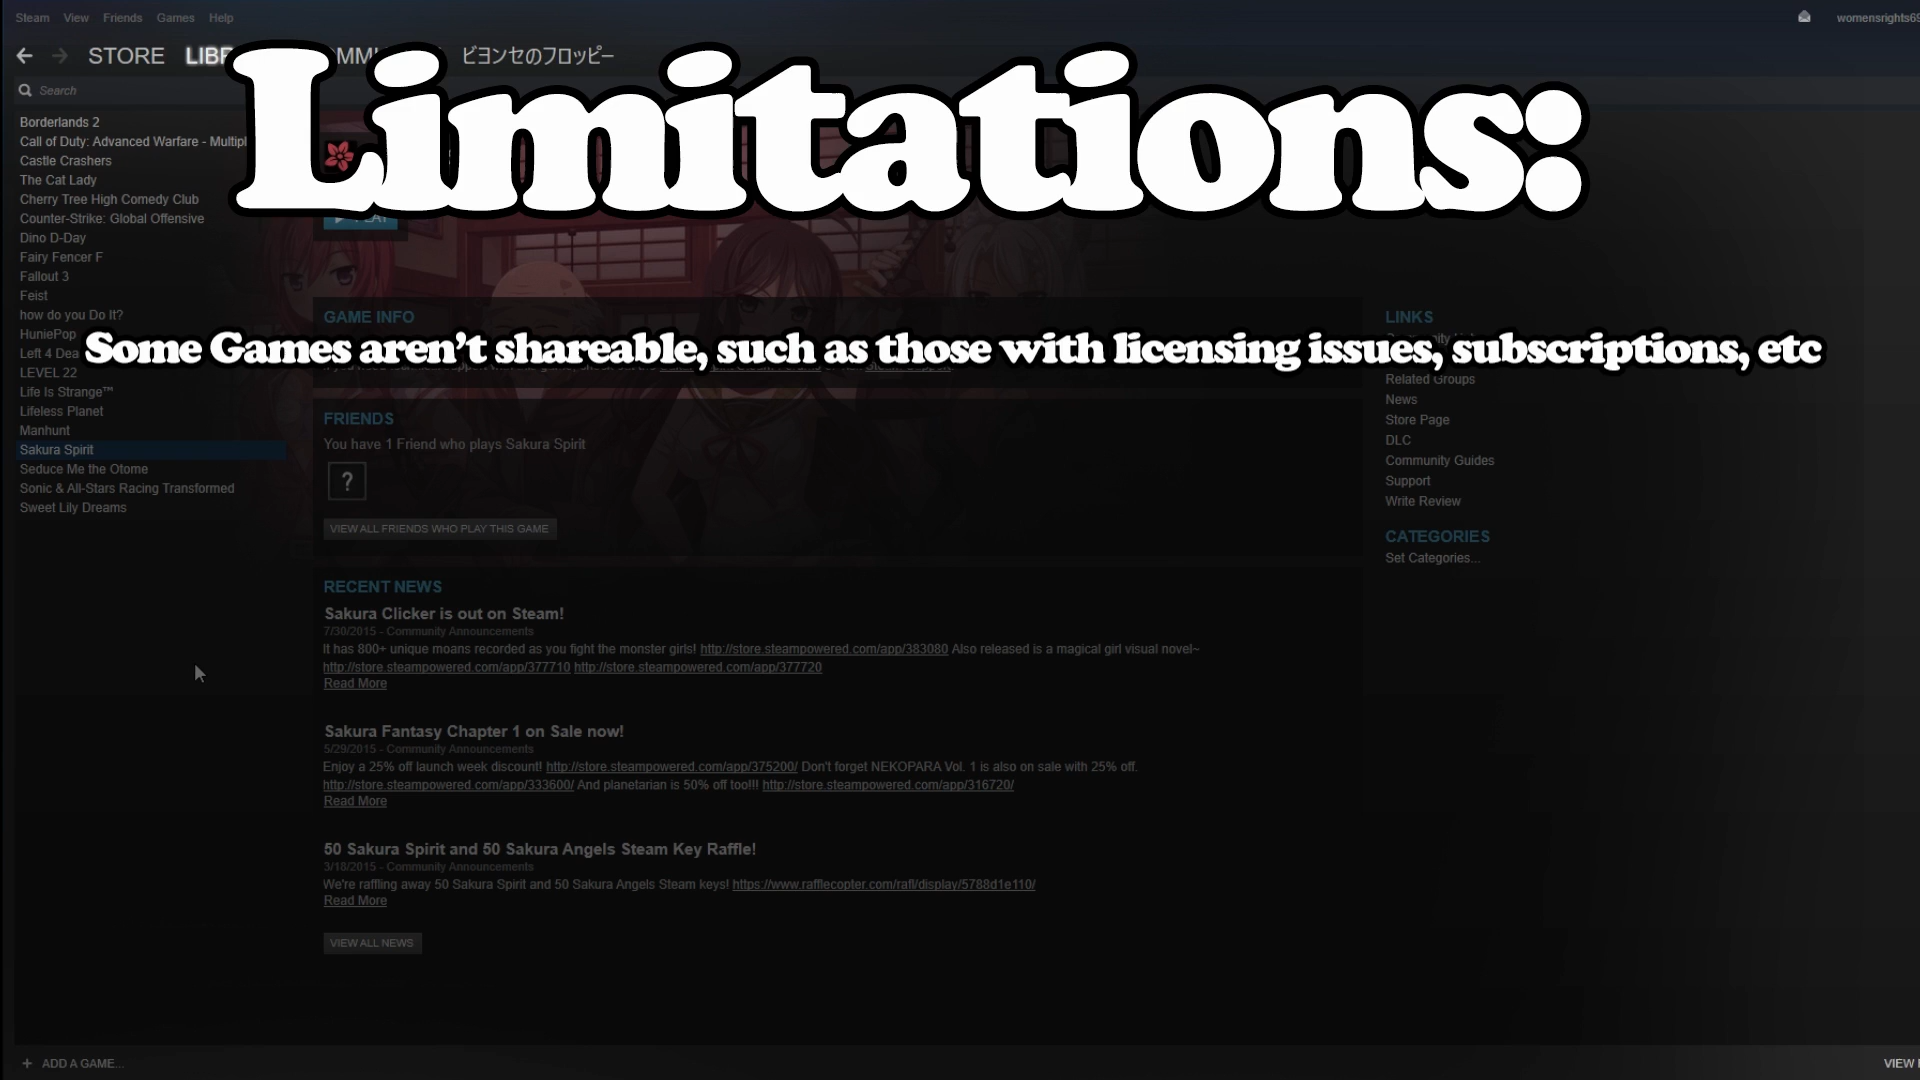 Steam View Friends Games Help
womensrights69
STORE LIB MMU ビヨンセのフロッピー
Limitations:
Search
Borderlands 2
Call of Duty: Advanced Warfare - Multipl
Castle Crashers
The Cat Lady
Cherry Tree High Comedy Club
Counter-Strike: Global Offensive
Dino D-Day
Fairy Fencer F
Fallout 3
Feist
how do you Do It?
HuniePop
Left 4 Dea
LEVEL 22
Life Is Strange™
Lifeless Planet
Manhunt
Sakura Spirit
Seduce Me the Otome
Sonic & All-Stars Racing Transformed
Sweet Lily Dreams
GAME INFO
Some Games aren't shareable, such as those with licensing issues, subscriptions, etc
FRIENDS
You have 1 Friend who plays Sakura Spirit
?
VIEW ALL FRIENDS WHO PLAY THIS GAME
RECENT NEWS
Sakura Clicker is out on Steam!
7/30/2015 - Community Announcements
It has 800+ unique moans recorded as you fight the monster girls! http://store.steampowered.com/app/383080 Also released is a magical girl visual novel~
http://store.steampowered.com/app/377710 http://store.steampowered.com/app/377720
Read More
Sakura Fantasy Chapter 1 on Sale now!
5/29/2015 - Community Announcements
Enjoy a 25% off launch week discount! http://store.steampowered.com/app/375200/ Don't forget NEKOPARA Vol. 1 is also on sale with 25% off.
http://store.steampowered.com/app/333600/ And planetarian is 50% off too!!! http://store.steampowered.com/app/316720/
Read More
50 Sakura Spirit and 50 Sakura Angels Steam Key Raffle!
3/18/2015 - Community Announcements
We're raffling away 50 Sakura Spirit and 50 Sakura Angels Steam keys! https://www.rafflecopter.com/rafl/display/5788d1e110/
Read More
VIEW ALL NEWS
LINKS
Related Groups
News
Store Page
DLC
Community Guides
Support
Write Review
CATEGORIES
Set Categories...
+ ADD A GAME...
VIEW